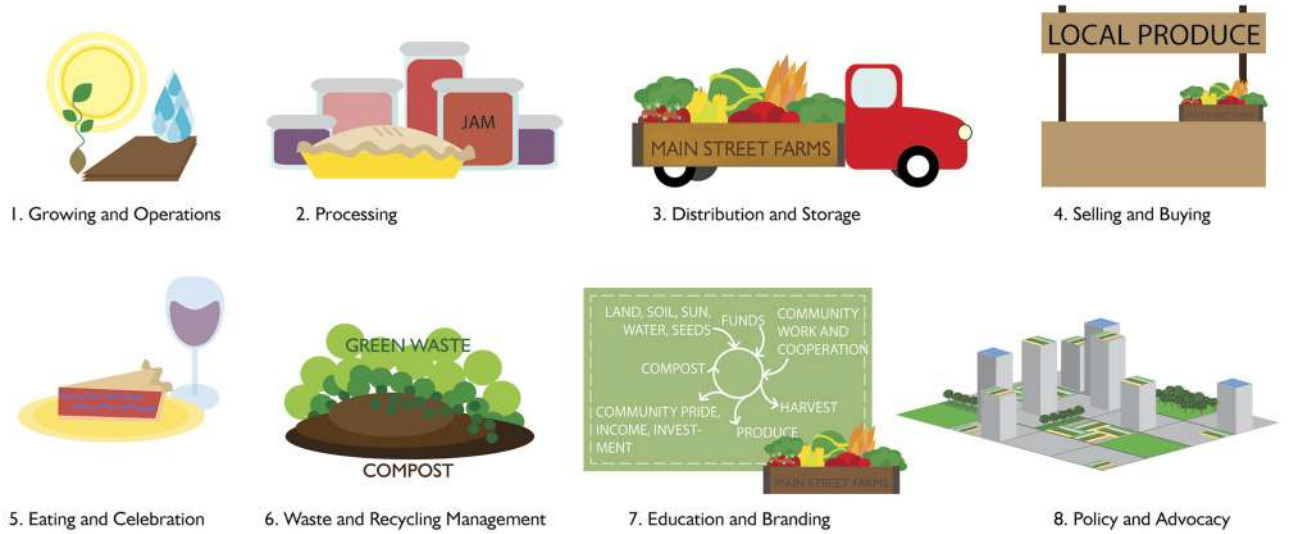 LOCAL PRODUCE
JAM
MAIN STREET FARMS
MAIN STREET FARMS
1. Growing and Operations
2. Processing
3. Distribution and Storage
4. Selling and Buying
LAND, SOIL, SUN,
WATER, SEEDS
FUNDS
COMMUNITY
WORK AND
COOPERATION
COMPOST
HARVEST
COMMUNITY PRIDE,
INCOME, INVEST-
MENT
PRODUCE
MAIN STREET FARMS
GREEN WASTE
COMPOST
5. Eating and Celebration
6. Waste and Recycling Management
7. Education and Branding
8. Policy and Advocacy